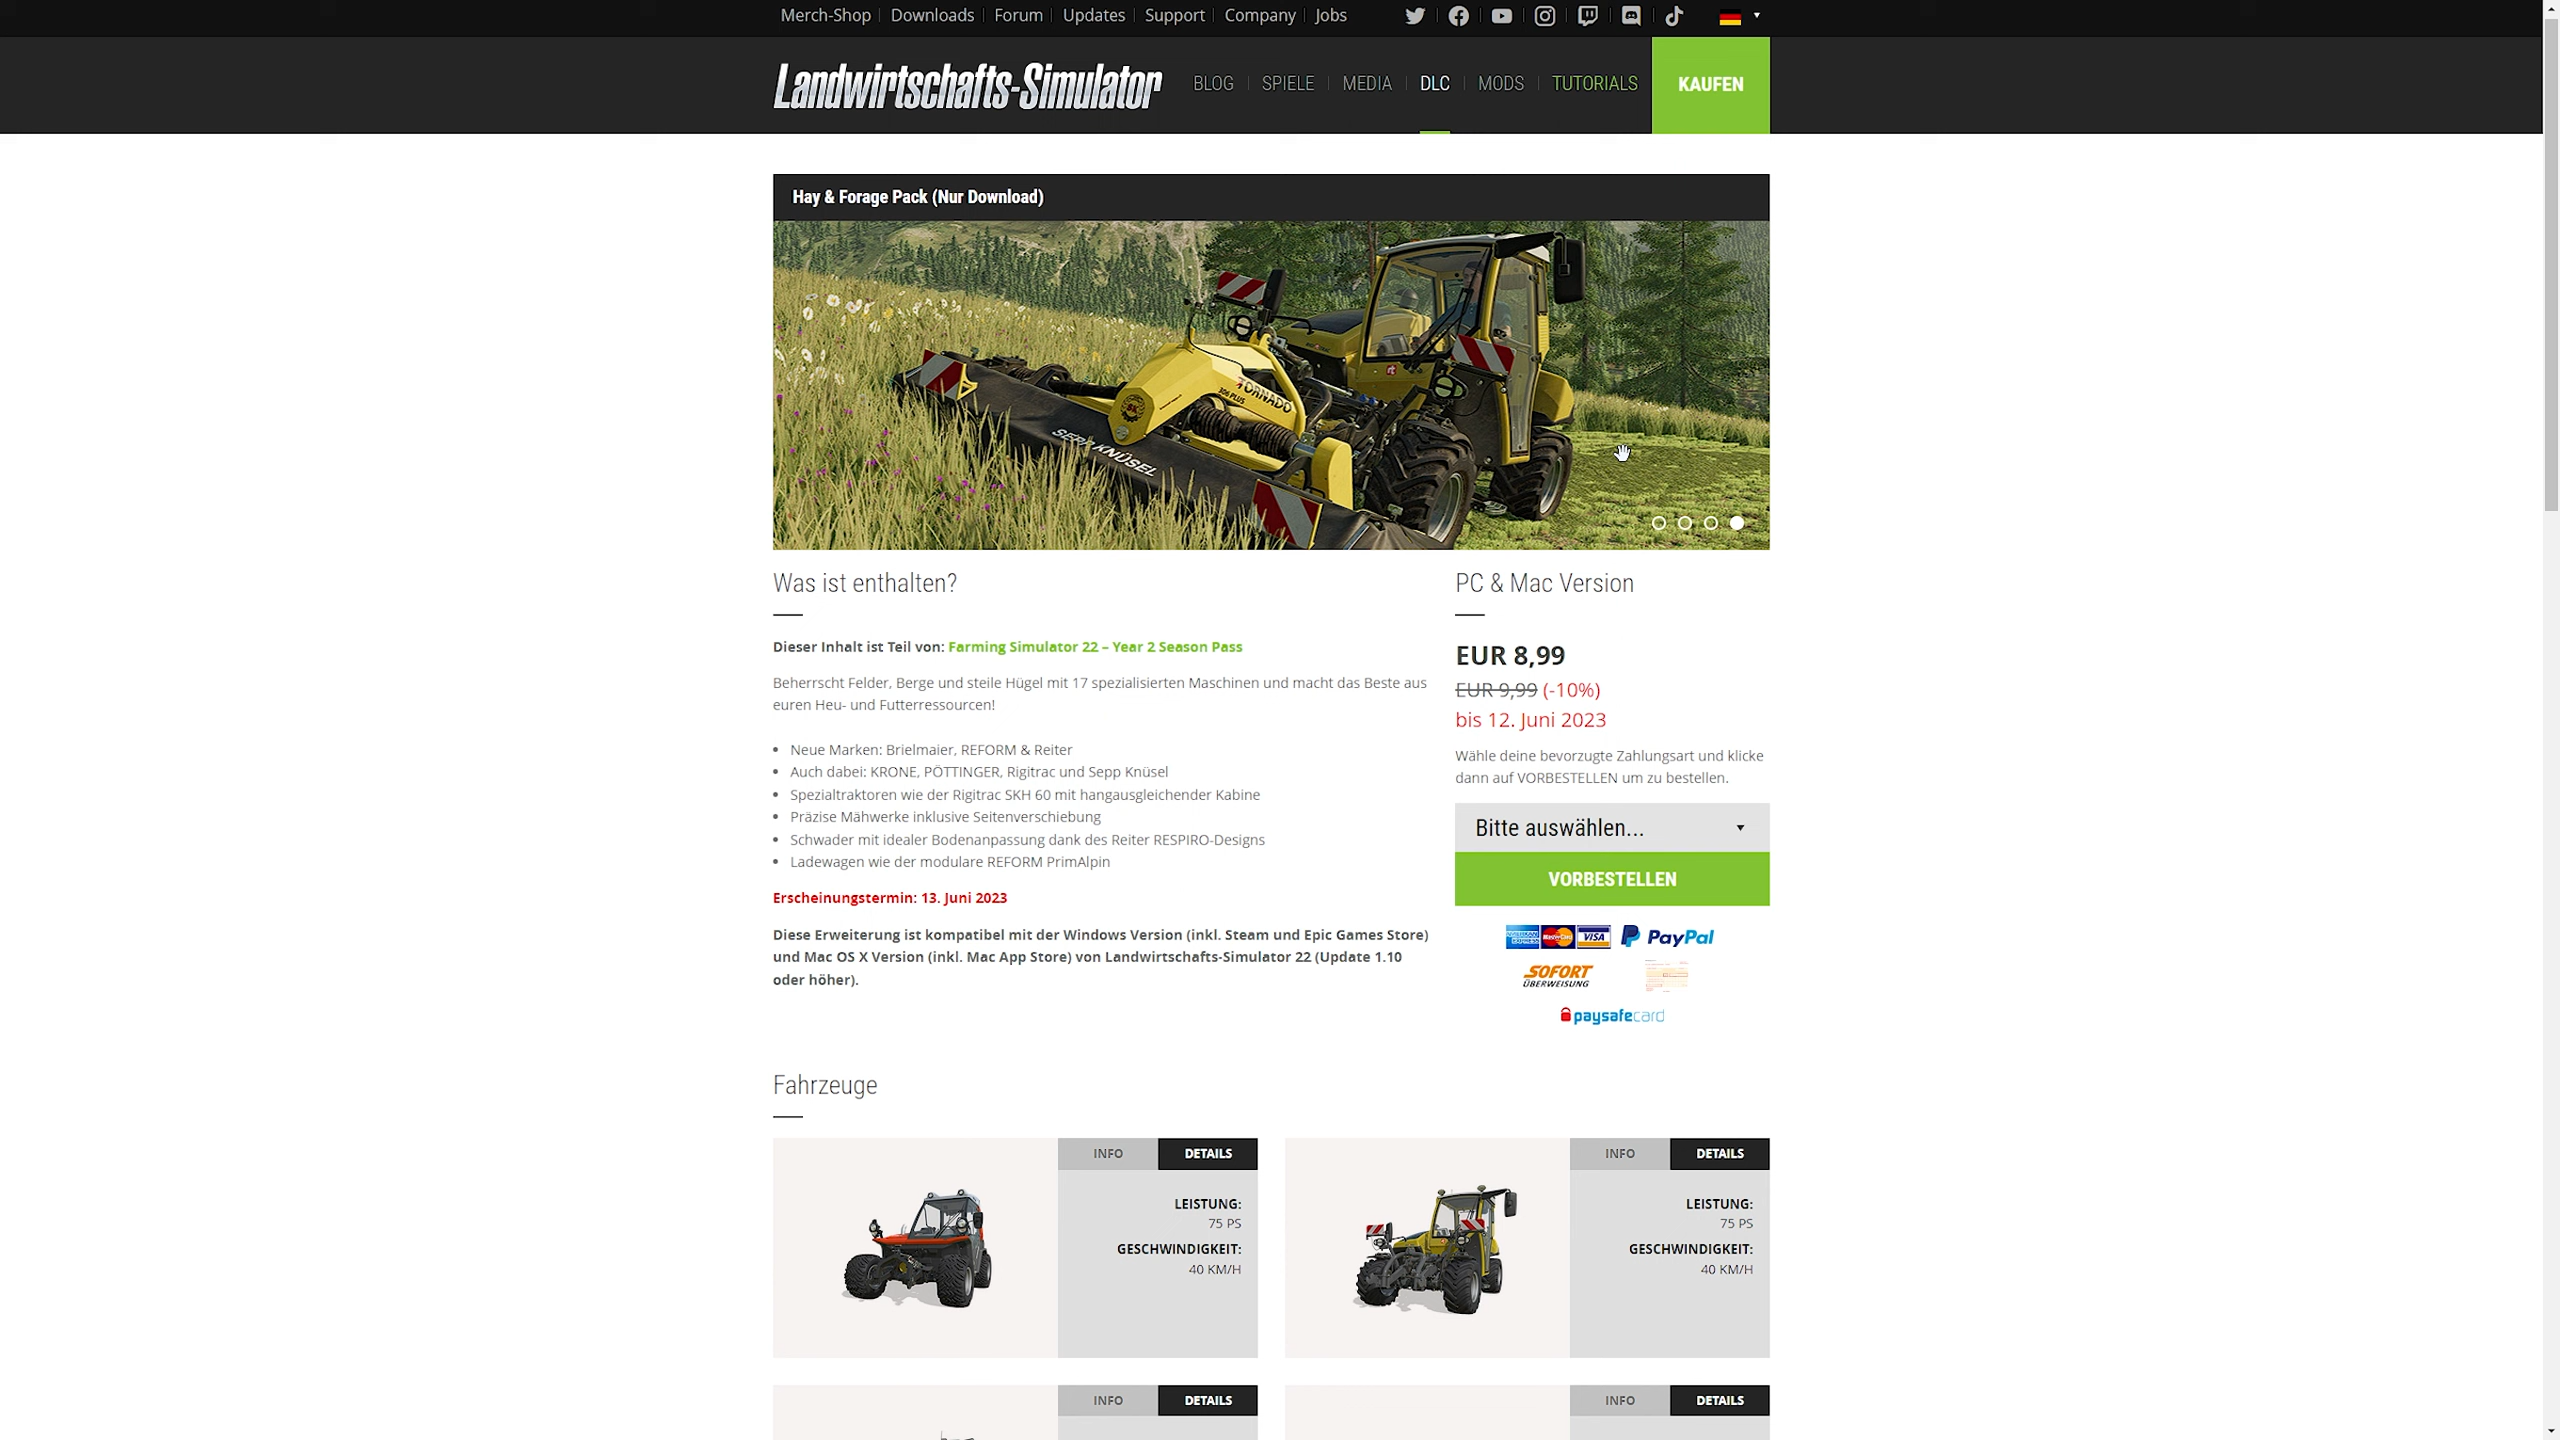 Merch-Shop Downloads Forum Updates Support Company Jobs
Landwirtschafts-Simulator BLOG SPIELE MEDIA DLC MODS TUTORIALS KAUFEN
Hay & Forage Pack (Nur Download)
TORNADO
306 PLUS
SEPP KNÜSEL
Was ist enthalten?
Dieser Inhalt ist Teil von: Farming Simulator 22 – Year 2 Season Pass
Beherrscht Felder, Berge und steile Hügel mit 17 spezialisierten Maschinen und macht das Beste aus
euren Heu- und Futterressourcen!
Neue Marken: Brielmaier, REFORM & Reiter
Auch dabei: KRONE, PÖTTINGER, Rigitrac und Sepp Knüsel
Spezialtraktoren wie der Rigitrac SKH 60 mit hangausgleichender Kabine
Präzise Mähwerke inklusive Seitenverschiebung
Schwader mit idealer Bodenanpassung dank des Reiter RESPIRO-Designs
Ladewagen wie der modulare REFORM PrimAlpin
Erscheinungstermin: 13. Juni 2023
Diese Erweiterung ist kompatibel mit der Windows Version (inkl. Steam und Epic Games Store)
und Mac OS X Version (inkl. Mac App Store) von Landwirtschafts-Simulator 22 (Update 1.10
oder höher).
PC & Mac Version
EUR 8,99
EUR 9,99 (-10%)
bis 12. Juni 2023
Wähle deine bevorzugte Zahlungsart und klicke
dann auf VORBESTELLEN um zu bestellen.
Bitte auswählen...
VORBESTELLEN
AMERICAN EXPRESS MasterCard VISA PayPal
SOFORT
ÜBERWEISUNG
paysafecard
Fahrzeuge
INFO DETAILS
LEISTUNG:
75 PS
GESCHWINDIGKEIT:
40 KM/H
INFO DETAILS
LEISTUNG:
75 PS
GESCHWINDIGKEIT:
40 KM/H
INFO DETAILS
INFO DETAILS